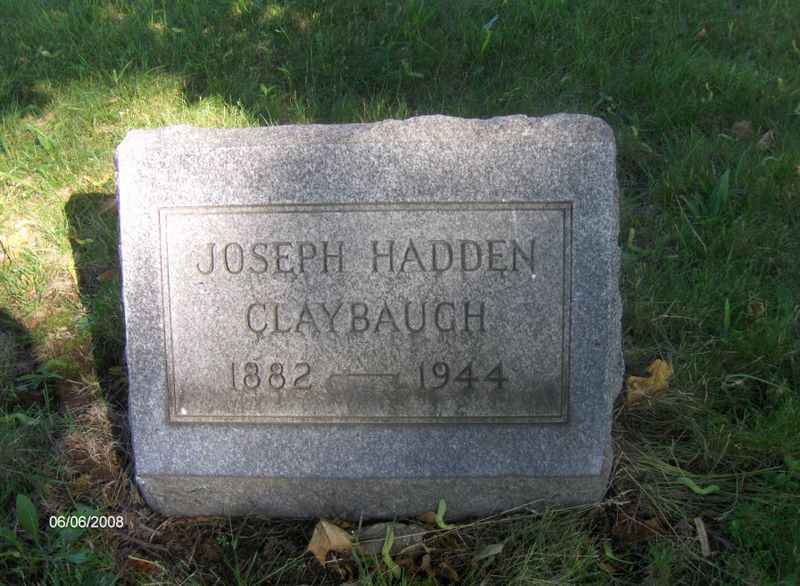 JOSEPH HADDEN
CLAYBAUGH
1882 — 1944
06/06/2008